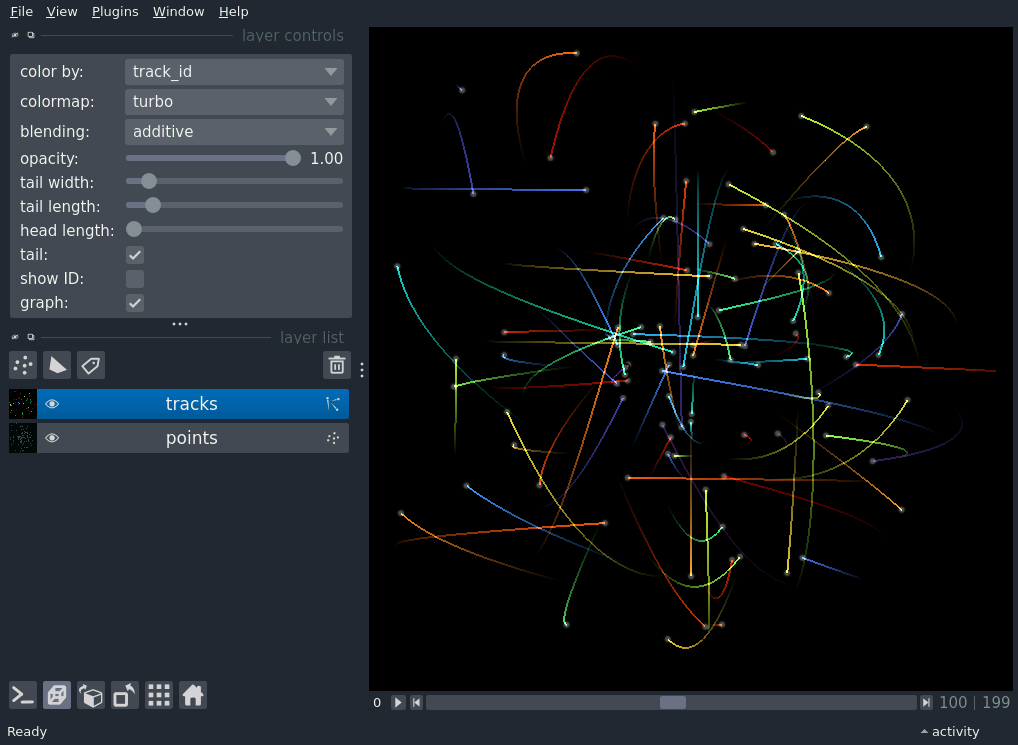 File View Plugins Window Help
layer controls
color by: track_id
colormap: turbo
blending: additive
opacity: 1.00
tail width:
tail length:
head length:
tail:
show ID:
graph:
layer list
tracks
points
0 100 | 199
Ready activity